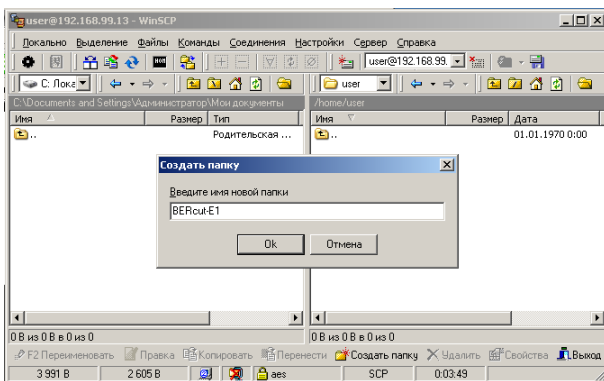 user@192.168.99.13 - WinSCP
Локально Выделение Файлы Команды Соединения Настройки Сервер Справка
user@192.168.99.
C: Лока user
C:\Documents and Settings\Администратор\Мои документы /home/user
Имя Размер Тип Имя Размер Дата
.. Родительская ... .. 01.01.1970 0:00
Создать папку
Введите имя новой папки
BERcut-E1
Ok Отмена
0 B из 0 B в 0 из 0 0 B из 0 B в 0 из 0
F2 Переименовать Правка Копировать Перенести Создать папку Удалить Свойства Выход
3 991 B 2 605 B aes SCP 0:03:49